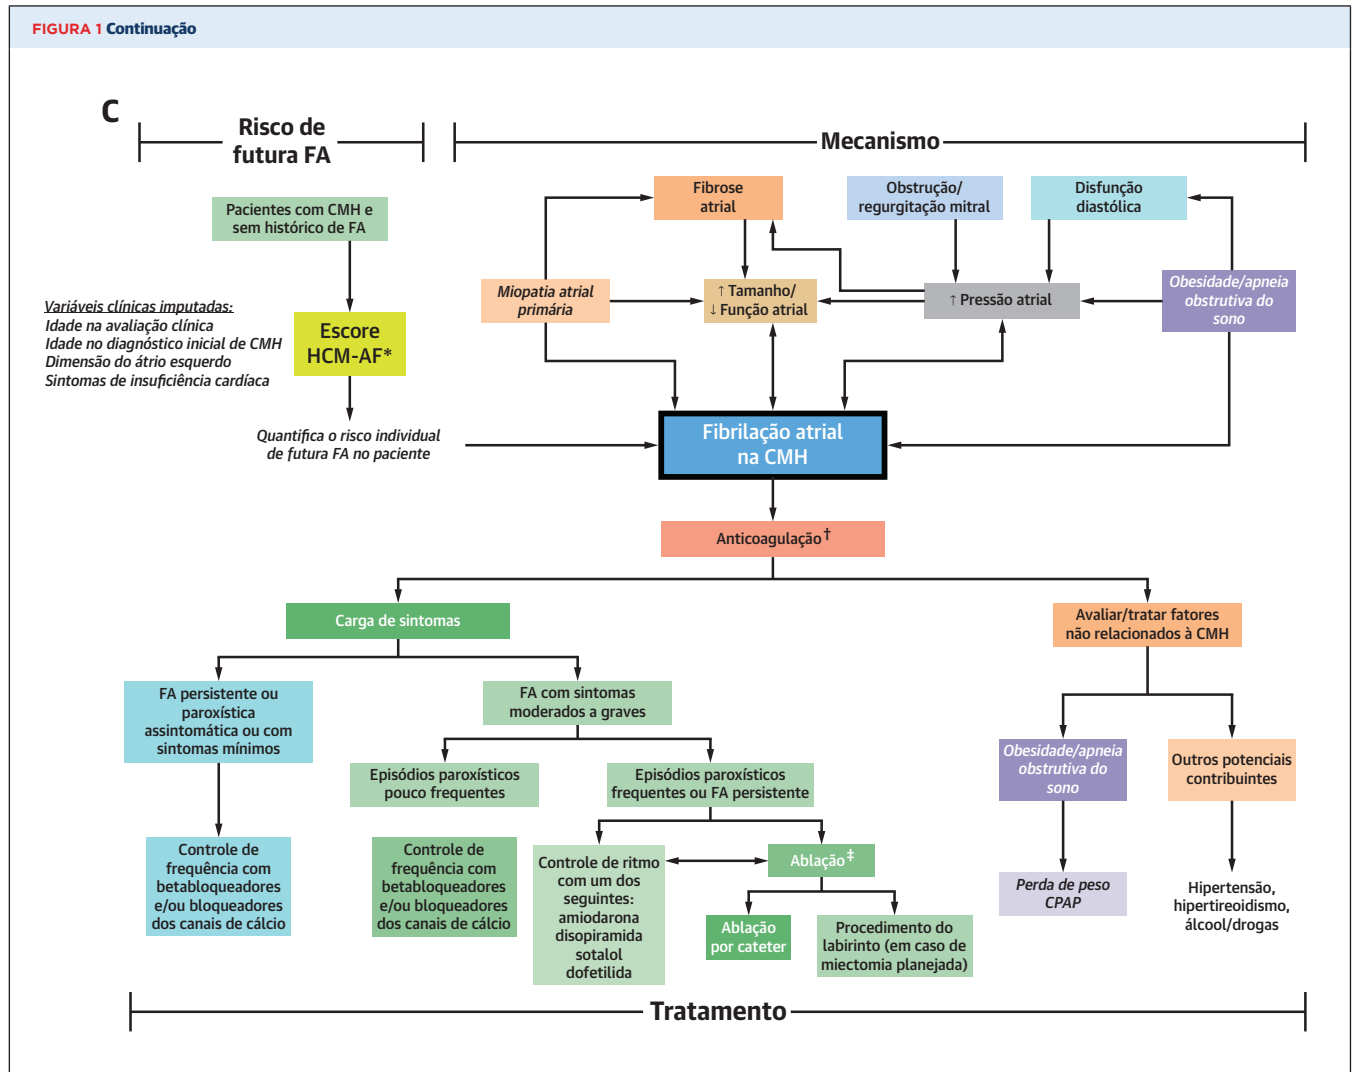 FIGURA 1 Continuação
C
Risco de
futura FA
Mecanismo
Pacientes com CMH e
sem histórico de FA
Variáveis clínicas imputadas:
Idade na avaliação clínica
Idade no diagnóstico inicial de CMH
Dimensão do átrio esquerdo
Sintomas de insuficiência cardíaca
Escore
HCM-AF*
Quantifica o risco individual
de futura FA no paciente
Fibrose
atrial
Obstrução/
regurgitação mitral
Disfunção
diastólica
Miopatia atrial
primária
↑ Tamanho/
↓ Função atrial
↑ Pressão atrial
Obesidade/apneia
obstrutiva do
sono
Fibrilação atrial
na CMH
Anticoagulação†
Carga de sintomas
Avaliar/tratar fatores
não relacionados à CMH
FA persistente ou
paroxística
assintomática ou com
sintomas mínimos
FA com sintomas
moderados a graves
Episódios paroxísticos
pouco frequentes
Episódios paroxísticos
frequentes ou FA persistente
Obesidade/apneia
obstrutiva do
sono
Outros potenciais
contribuintes
Controle de
frequência com
betabloqueadores
e/ou bloqueadores
dos canais de cálcio
Controle de
frequência com
betabloqueadores
e/ou bloqueadores
dos canais de cálcio
Controle de ritmo
com um dos
seguintes:
amiodarona
disopiramida
sotalol
dofetilida
Ablação‡
Ablação
por cateter
Procedimento do
labirinto (em caso de
miectomia planejada)
Perda de peso
CPAP
Hipertensão,
hipertireoidismo,
álcool/drogas
Tratamento